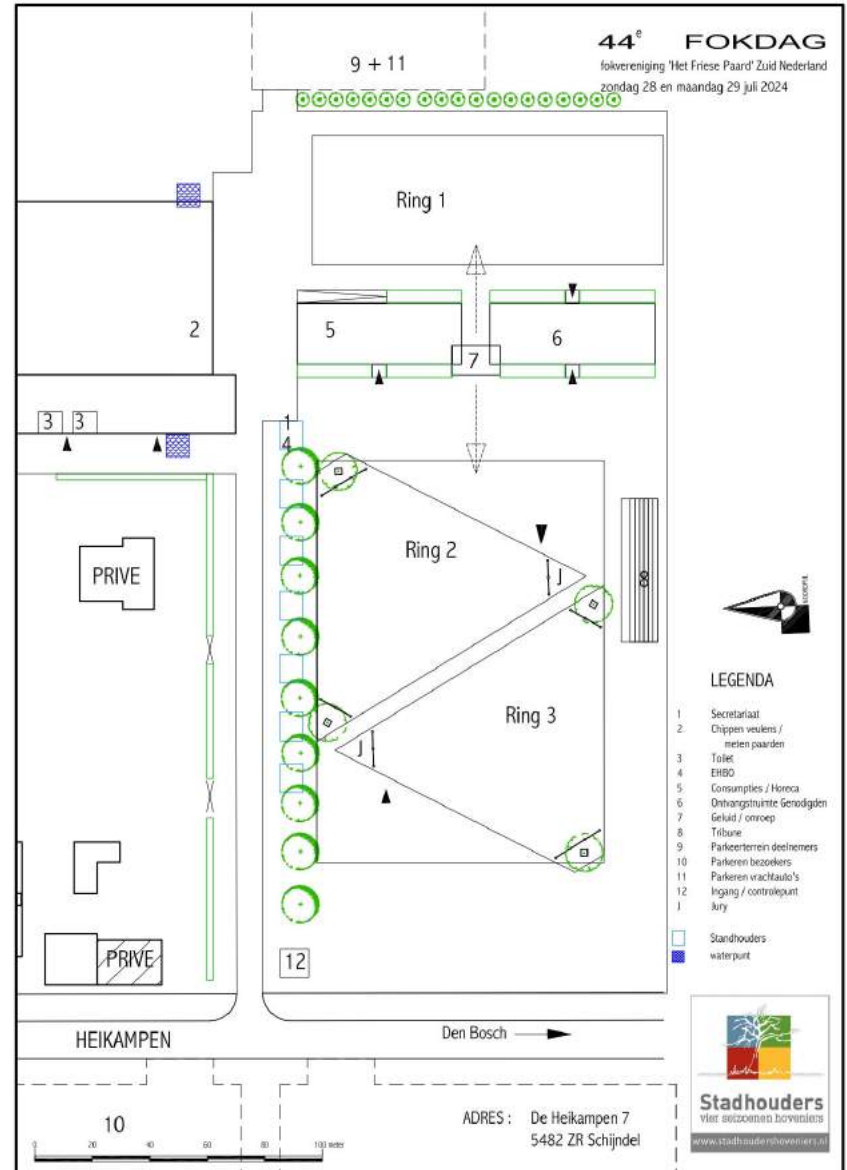 44e FOKDAG
fokvereniging 'Het Friese Paard' Zuid Nederland
zondag 28 en maandag 29 juli 2024
9 + 11
Ring 1
2
5
6
7
3 3
1
4
Ring 2
J
8
PRIVE
NOORDPIJL
Ring 3
J
LEGENDA
1 Secretariaat
2 Chippen veulens /
meten paarden
3 Toilet
4 EHBO
5 Consumpties / Horeca
6 Ontvangstruimte Genodigden
7 Geluid / omroep
8 Tribune
9 Parkeerterrein deelnemers
10 Parkeren bezoekers
11 Parkeren vrachtauto's
12 Ingang / controlepunt
J Jury
Standhouders
waterpunt
PRIVE
12
HEIKAMPEN
Den Bosch
10
0 20 40 60 80 100 meter
ADRES : De Heikampen 7
5482 ZR Schijndel
Stadhouders
vier seizoenen hoveniers
www.stadhoudershoveniers.nl